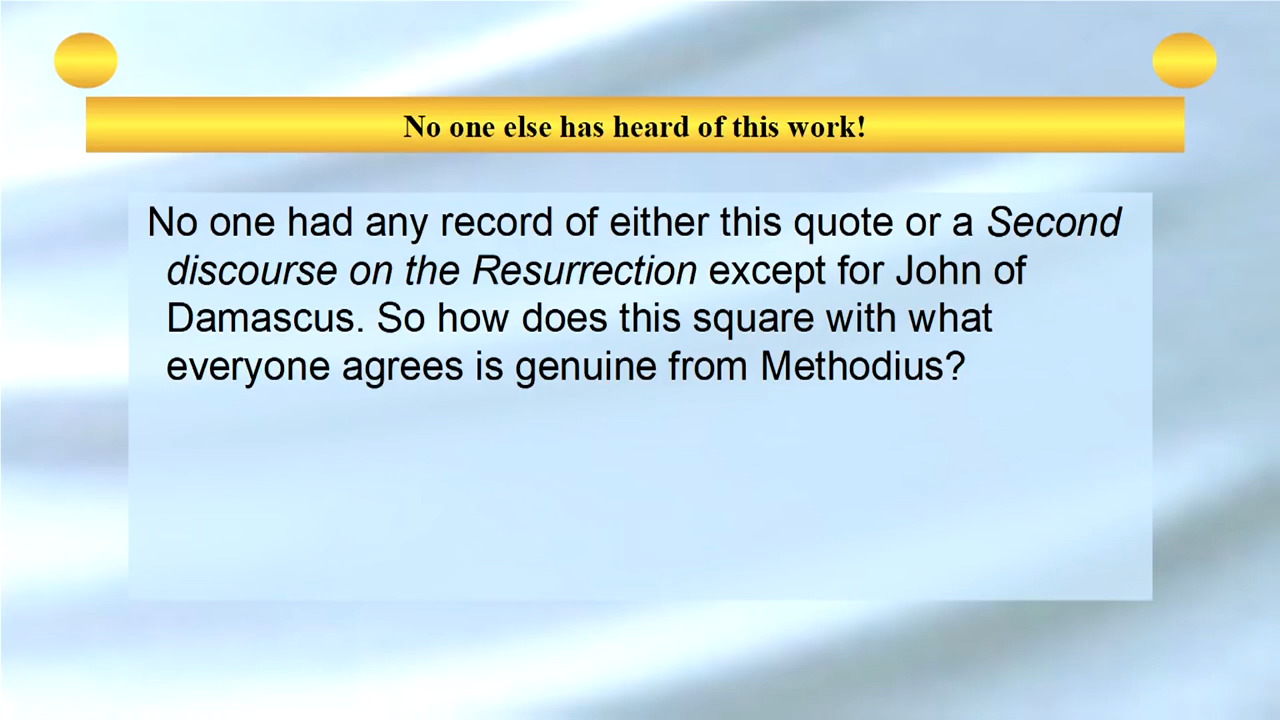 No one else has heard of this work!
No one had any record of either this quote or a Second
discourse on the Resurrection except for John of
Damascus. So how does this square with what
everyone agrees is genuine from Methodius?